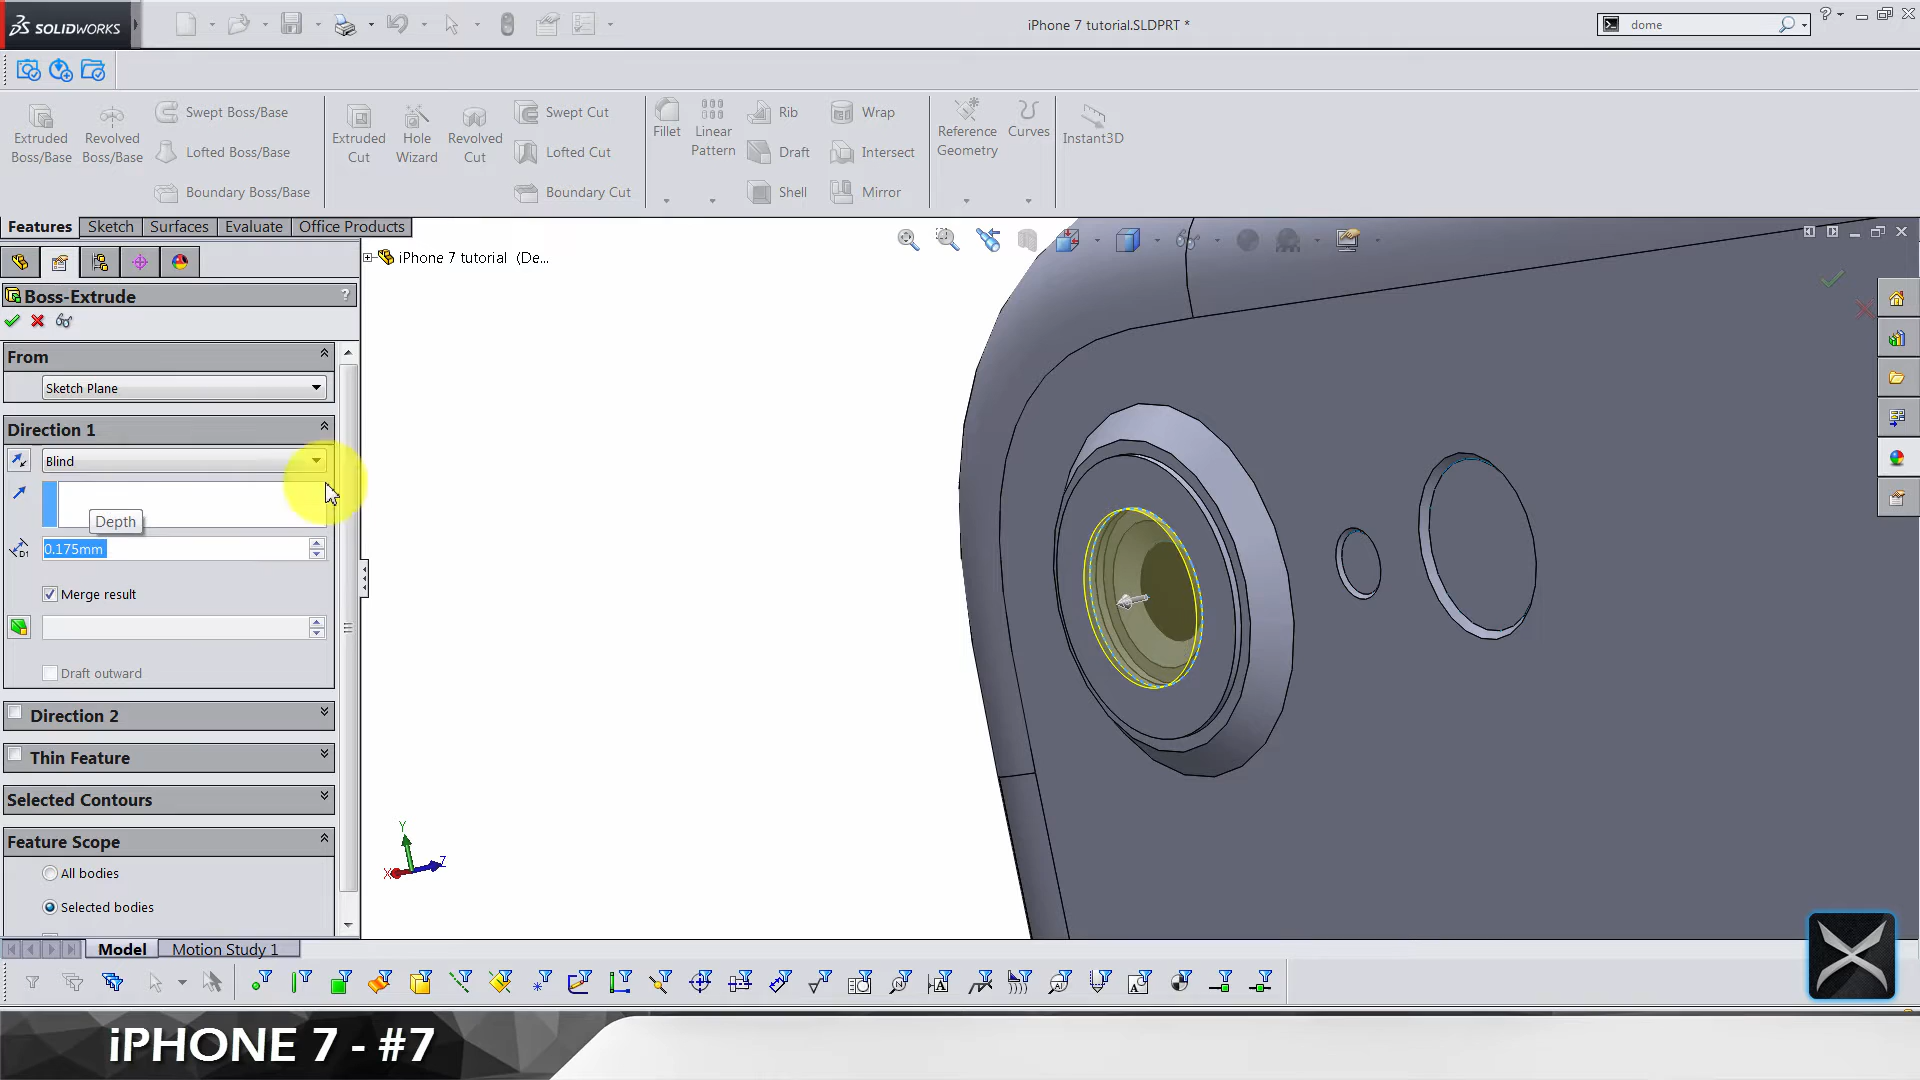 SOLIDWORKS
iPhone 7 tutorial.SLDPRT *
dome
?
Extruded Boss/Base
Revolved Boss/Base
Swept Boss/Base
Lofted Boss/Base
Boundary Boss/Base
Extruded Cut
Hole Wizard
Revolved Cut
Swept Cut
Lofted Cut
Boundary Cut
Fillet
Linear Pattern
Rib
Draft
Shell
Wrap
Intersect
Mirror
Reference Geometry
Curves
Instant3D
Features
Sketch
Surfaces
Evaluate
Office Products
iPhone 7 tutorial (De...
Boss-Extrude
?
From
Sketch Plane
Direction 1
Blind
Depth
D1
0.175mm
Merge result
Draft outward
Direction 2
Thin Feature
Selected Contours
Feature Scope
All bodies
Selected bodies
Y
Z
X
Model
Motion Study 1
iPHONE 7 - #7